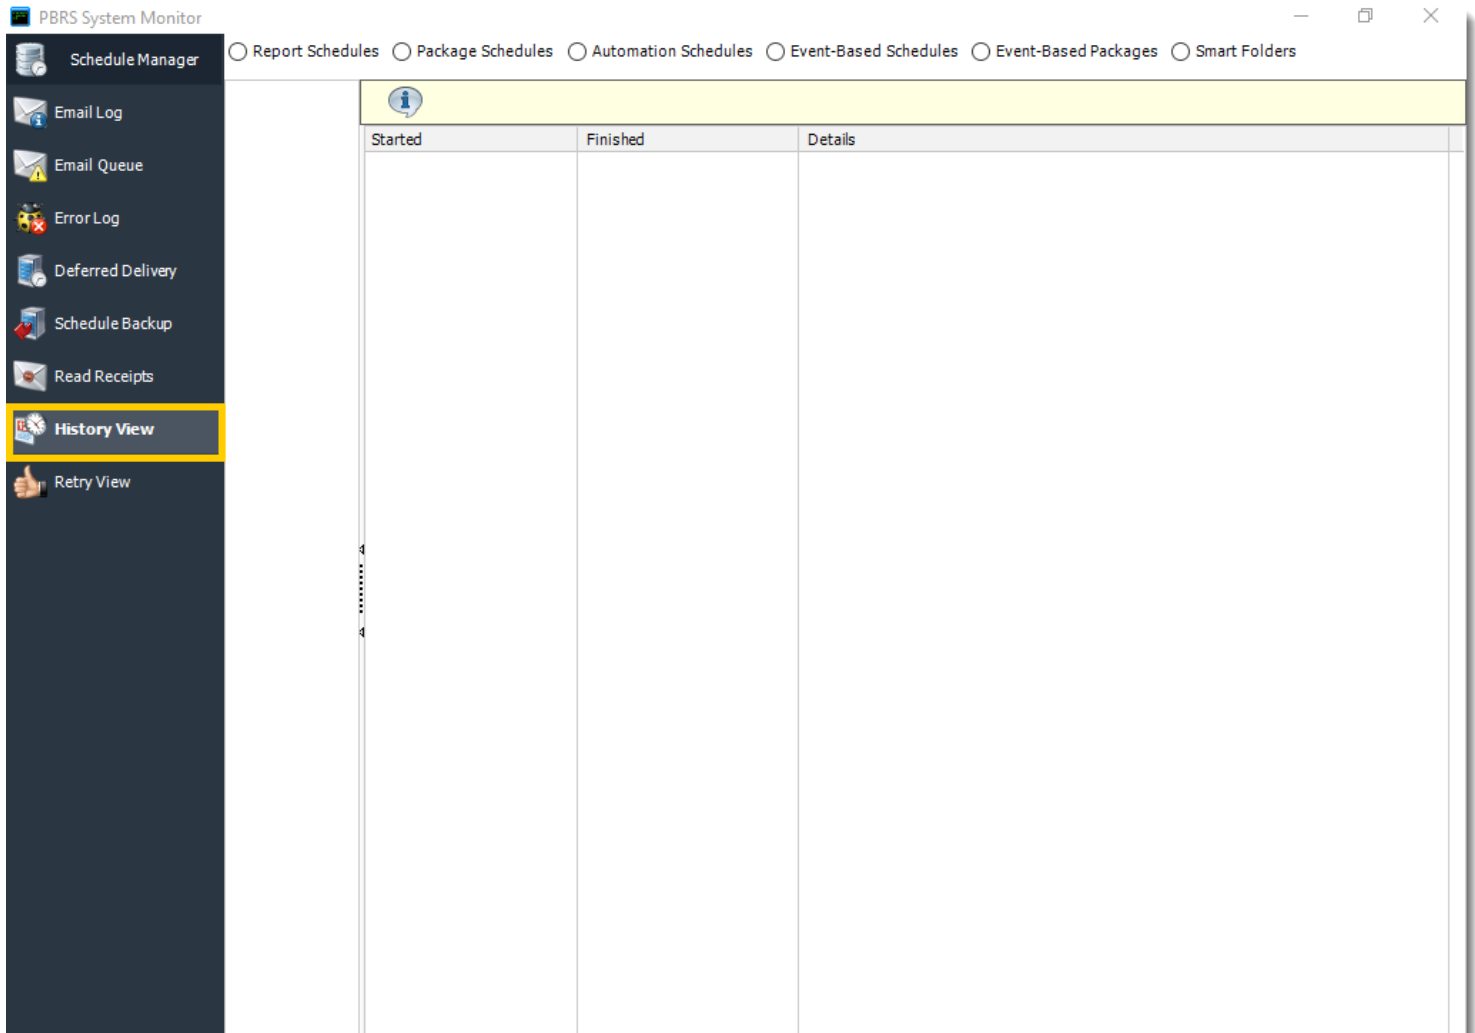 PBRS System Monitor
Schedule Manager
Report Schedules Package Schedules Automation Schedules Event-Based Schedules Event-Based Packages Smart Folders
Email Log
Email Queue
Error Log
Deferred Delivery
Schedule Backup
Read Receipts
History View
Retry View
Started Finished Details